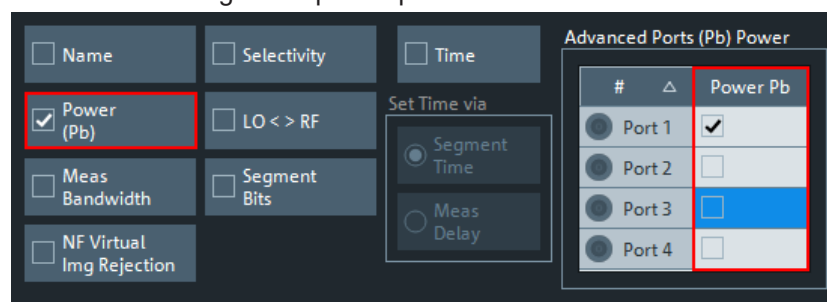 Name
Selectivity
Time
Advanced Ports (Pb) Power
Power
(Pb)
LO < > RF
Set Time via
Segment
Time
Meas
Bandwidth
Segment
Bits
Meas
Delay
NF Virtual
Img Rejection
# Power Pb
Port 1
Port 2
Port 3
Port 4